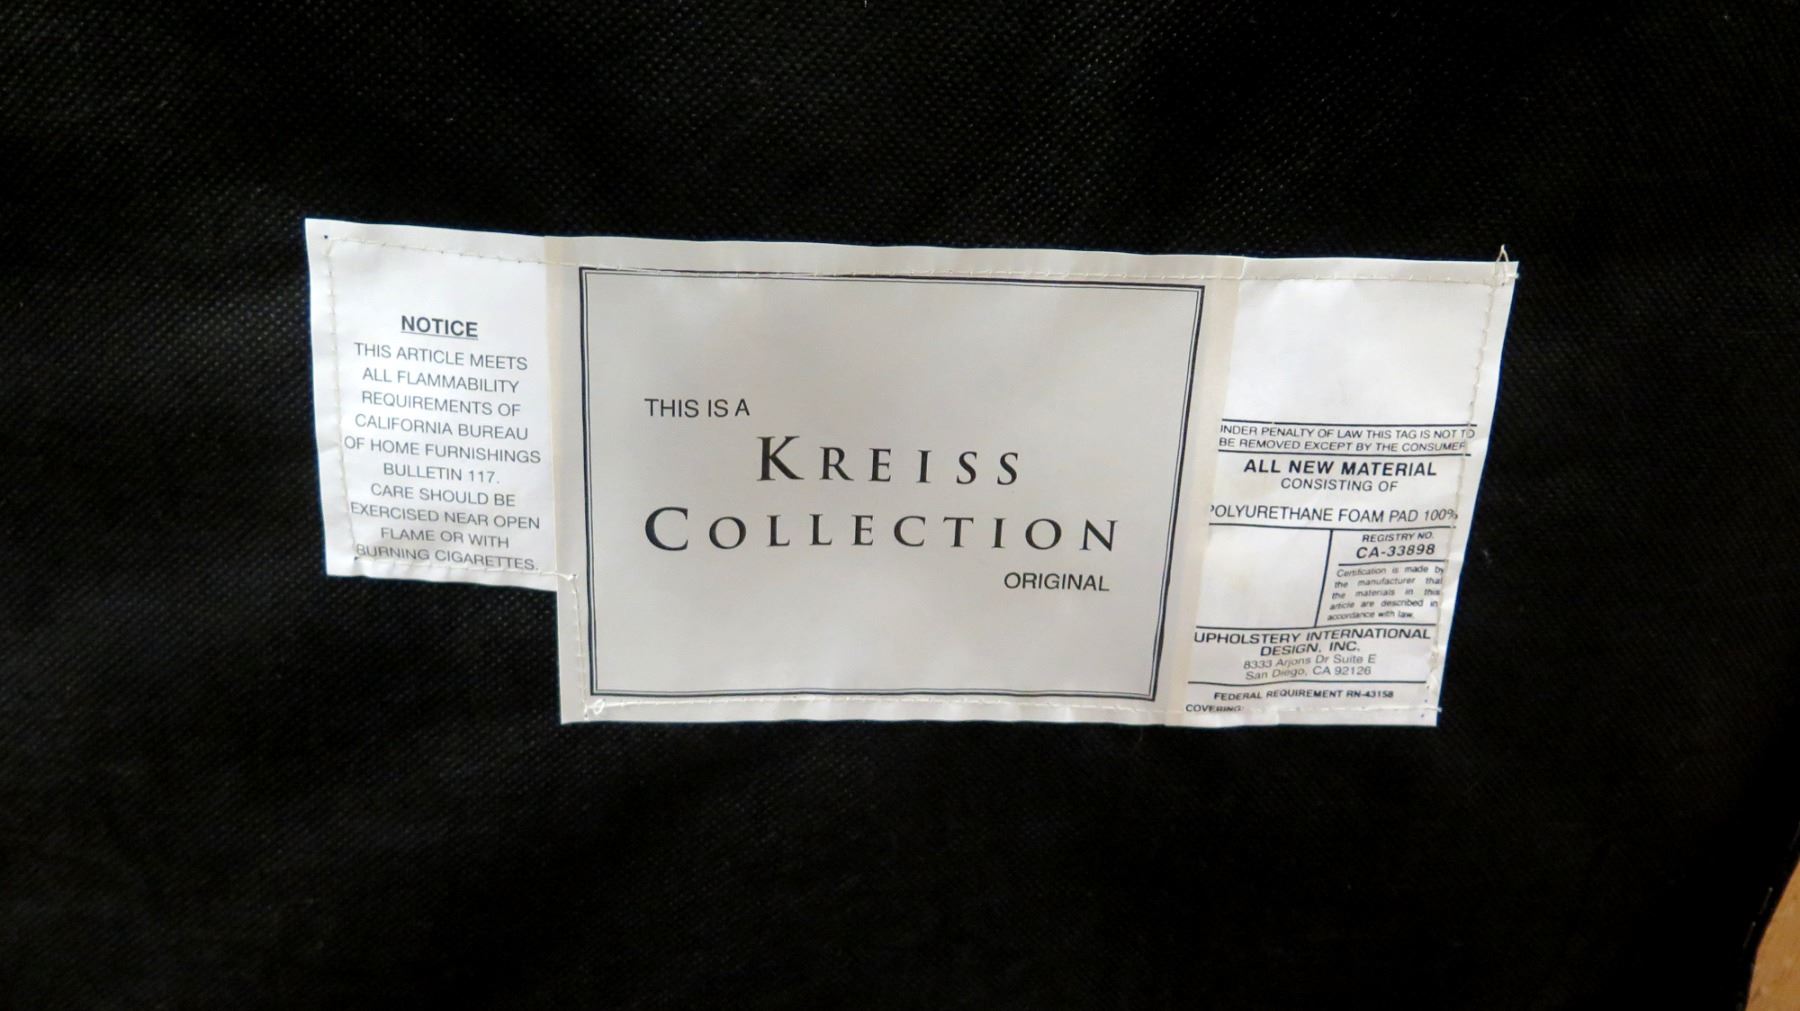 NOTICE
THIS ARTICLE MEETS
ALL FLAMMABILITY
REQUIREMENTS OF
CALIFORNIA BUREAU
OF HOME FURNISHINGS
BULLETIN 117.
CARE SHOULD BE
EXERCISED NEAR OPEN
FLAME OR WITH
BURNING CIGARETTES.
THIS IS A
KREISS
COLLECTION
ORIGINAL
UNDER PENALTY OF LAW THIS TAG IS NOT TO
BE REMOVED EXCEPT BY THE CONSUMER
ALL NEW MATERIAL
CONSISTING OF
POLYURETHANE FOAM PAD 100%
REGISTRY NO.
CA-33898
Certification is made by
the manufacturer that
the materials in this
article are described in
accordance with law.
UPHOLSTERY INTERNATIONAL
DESIGN, INC.
8333 Arjons Dr Suite E
San Diego, CA 92126
FEDERAL REQUIREMENT RN-43158
COVERING: